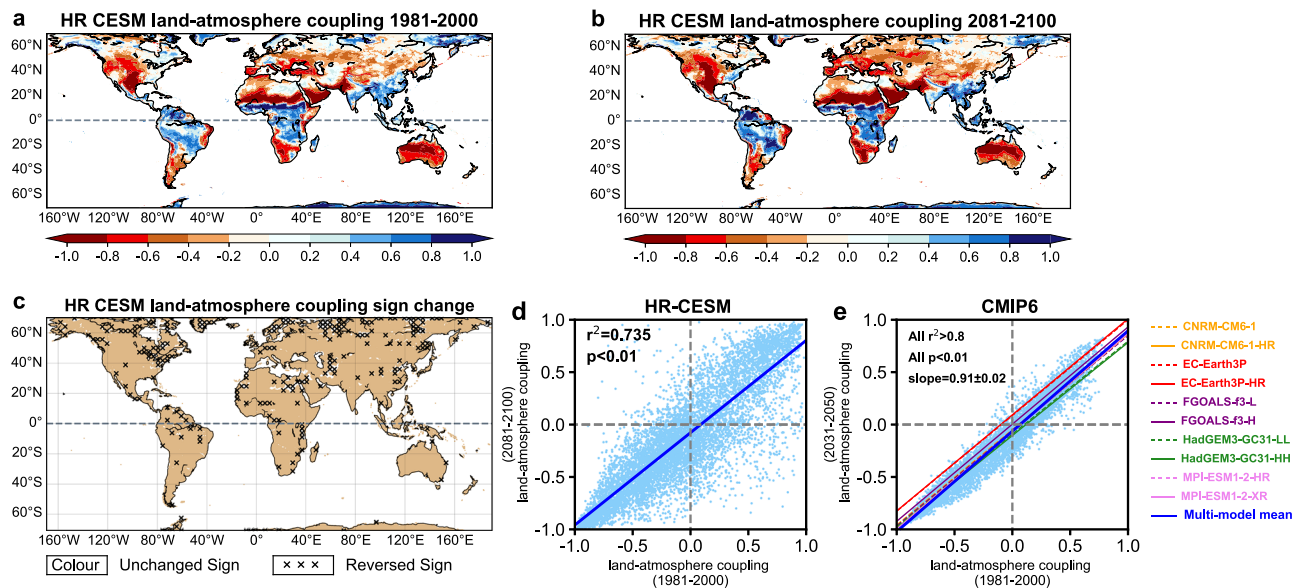 a
HR CESM land-atmosphere coupling 1981-2000
60°N
40°N
20°N
0°
20°S
40°S
60°S
160°W 120°W 80°W 40°W 0° 40°E 80°E 120°E 160°E
-1.0 -0.8 -0.6 -0.4 -0.2 0.0 0.2 0.4 0.6 0.8 1.0
b
HR CESM land-atmosphere coupling 2081-2100
60°N
40°N
20°N
0°
20°S
40°S
60°S
160°W 120°W 80°W 40°W 0° 40°E 80°E 120°E 160°E
-1.0 -0.8 -0.6 -0.4 -0.2 0.0 0.2 0.4 0.6 0.8 1.0
c
HR CESM land-atmosphere coupling sign change
60°N
40°N
20°N
0°
20°S
40°S
60°S
160°W 120°W 80°W 40°W 0° 40°E 80°E 120°E 160°E
Colour Unchanged Sign
× × × Reversed Sign
d
HR-CESM
r²=0.735
p<0.01
1.0
0.5
0.0
-0.5
-1.0
-1.0 -0.5 0.0 0.5 1.0
(2081-2100)
land-atmosphere coupling
land-atmosphere coupling
(1981-2000)
e
CMIP6
All r²>0.8
All p<0.01
slope=0.91±0.02
1.0
0.5
0.0
-0.5
-1.0
-1.0 -0.5 0.0 0.5 1.0
(2031-2050)
land-atmosphere coupling
land-atmosphere coupling
(1981-2000)
CNRM-CM6-1
CNRM-CM6-1-HR
EC-Earth3P
EC-Earth3P-HR
FGOALS-f3-L
FGOALS-f3-H
HadGEM3-GC31-LL
HadGEM3-GC31-HH
MPI-ESM1-2-HR
MPI-ESM1-2-XR
Multi-model mean